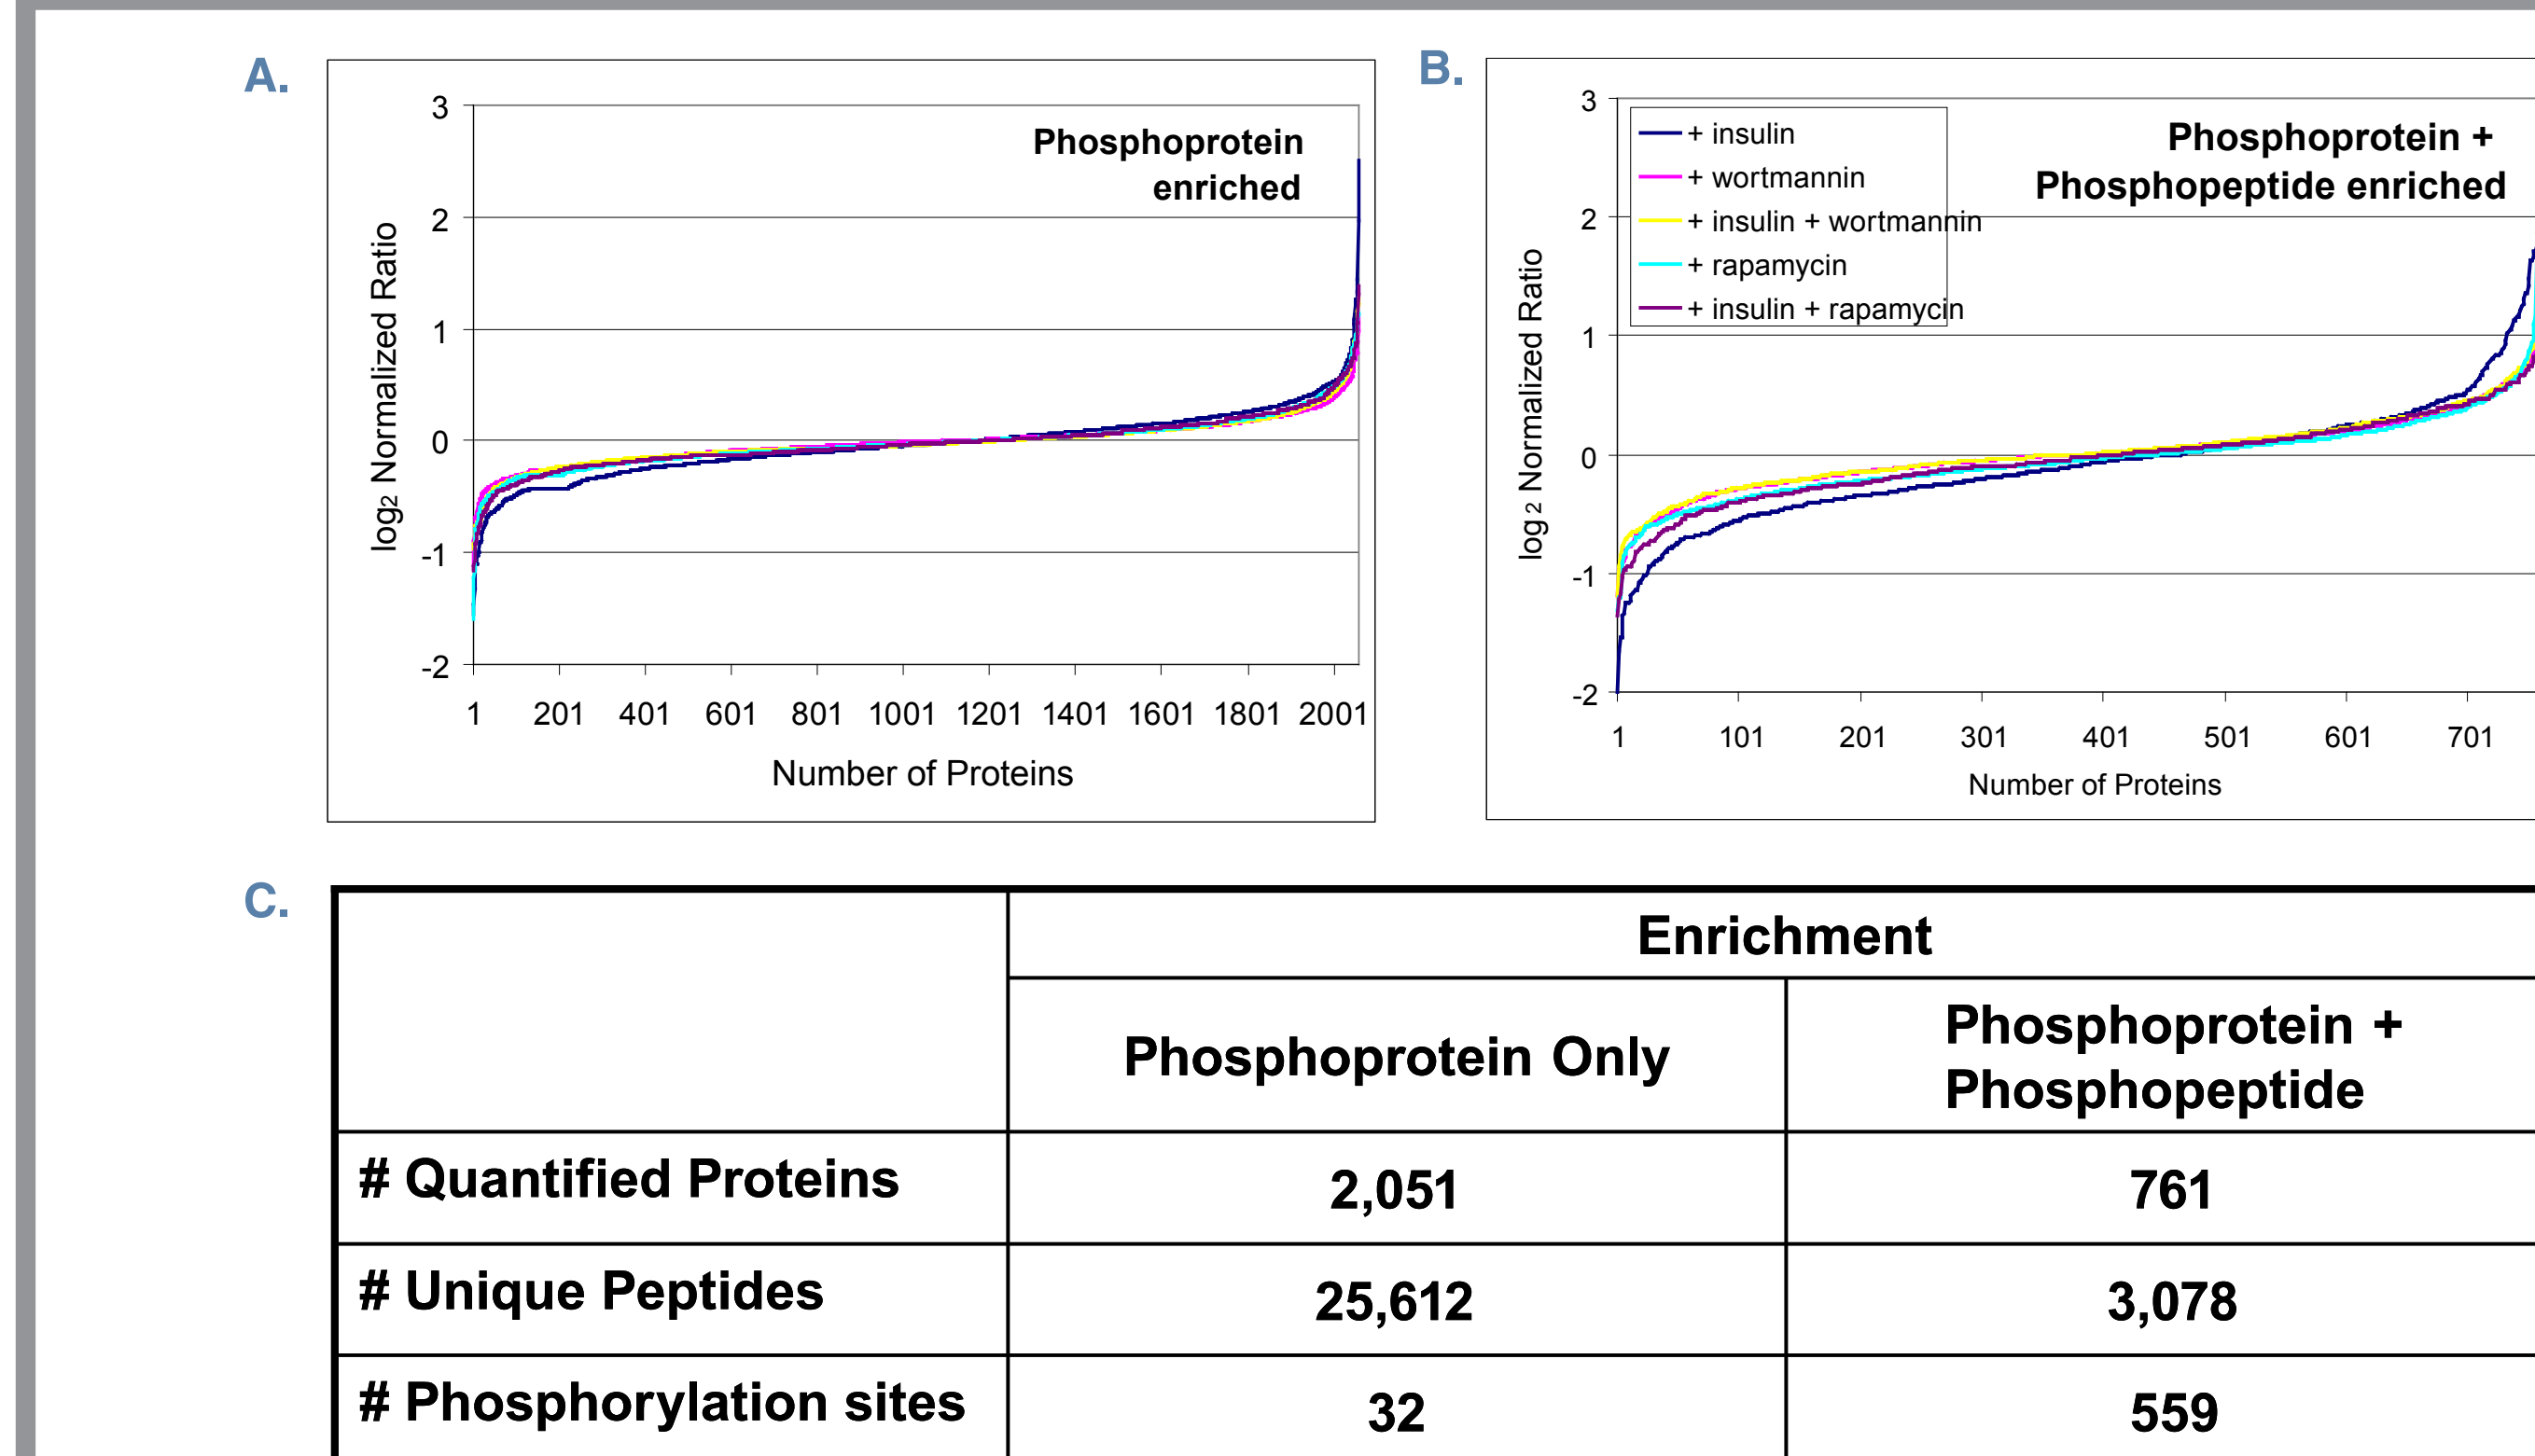 A.
3
2
1
0
-1
-2
log2 Normalized Ratio
Phosphoprotein
enriched
1 201 401 601 801 1001 1201 1401 1601 1801 2001
Number of Proteins
B.
3
2
1
0
-1
-2
log2 Normalized Ratio
+ insulin
+ wortmannin
+ insulin + wortmannin
+ rapamycin
+ insulin + rapamycin
Phosphoprotein +
Phosphopeptide enriched
1 101 201 301 401 501 601 701
Number of Proteins
C.
Enrichment
Phosphoprotein Only
Phosphoprotein +
Phosphopeptide
# Quantified Proteins 2,051 761
# Unique Peptides 25,612 3,078
# Phosphorylation sites 32 559